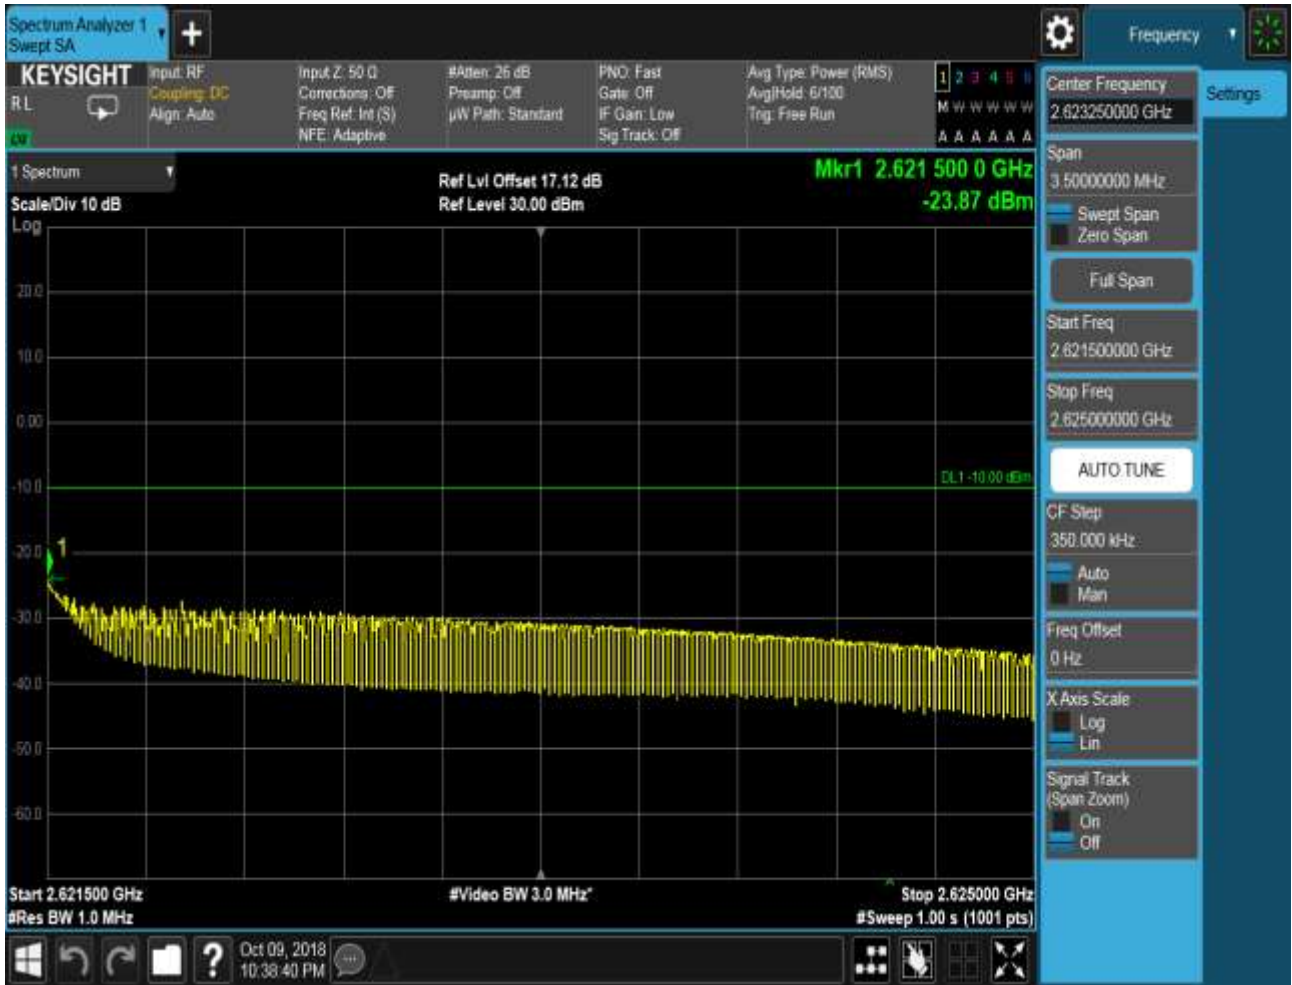 Spectrum Analyzer 1
Swept SA
Frequency
KEYSIGHT
RL
Input: RF
Coupling: DC
Align: Auto
Input Z: 50 Ω
Corrections: Off
Freq Ref: Int (S)
NFE: Adaptive
#Atten: 26 dB
Preamp: Off
µW Path: Standard
PNO: Fast
Gate: Off
IF Gain: Low
Sig Track: Off
Avg Type: Power (RMS)
Avg|Hold: 6/100
Trig: Free Run
1 2 3 4 5 6
M W W W W W
A A A A A A
Center Frequency
2.623250000 GHz
Settings
Span
3.50000000 MHz
Swept Span
Zero Span
Full Span
Start Freq
2.621500000 GHz
Stop Freq
2.625000000 GHz
AUTO TUNE
CF Step
350.000 kHz
Auto
Man
Freq Offset
0 Hz
X Axis Scale
Log
Lin
Signal Track
(Span Zoom)
On
Off
1 Spectrum
Scale/Div 10 dB
Log
Ref Lvl Offset 17.12 dB
Ref Level 30.00 dBm
Mkr1 2.621 500 0 GHz
-23.87 dBm
20.0
10.0
0.00
DL1 -10.00 dBm
-10.0
1
-20.0
-30.0
-40.0
-50.0
-60.0
Start 2.621500 GHz
#Video BW 3.0 MHz*
Stop 2.625000 GHz
#Res BW 1.0 MHz
#Sweep 1.00 s (1001 pts)
?
Oct 09, 2018
10:38:40 PM